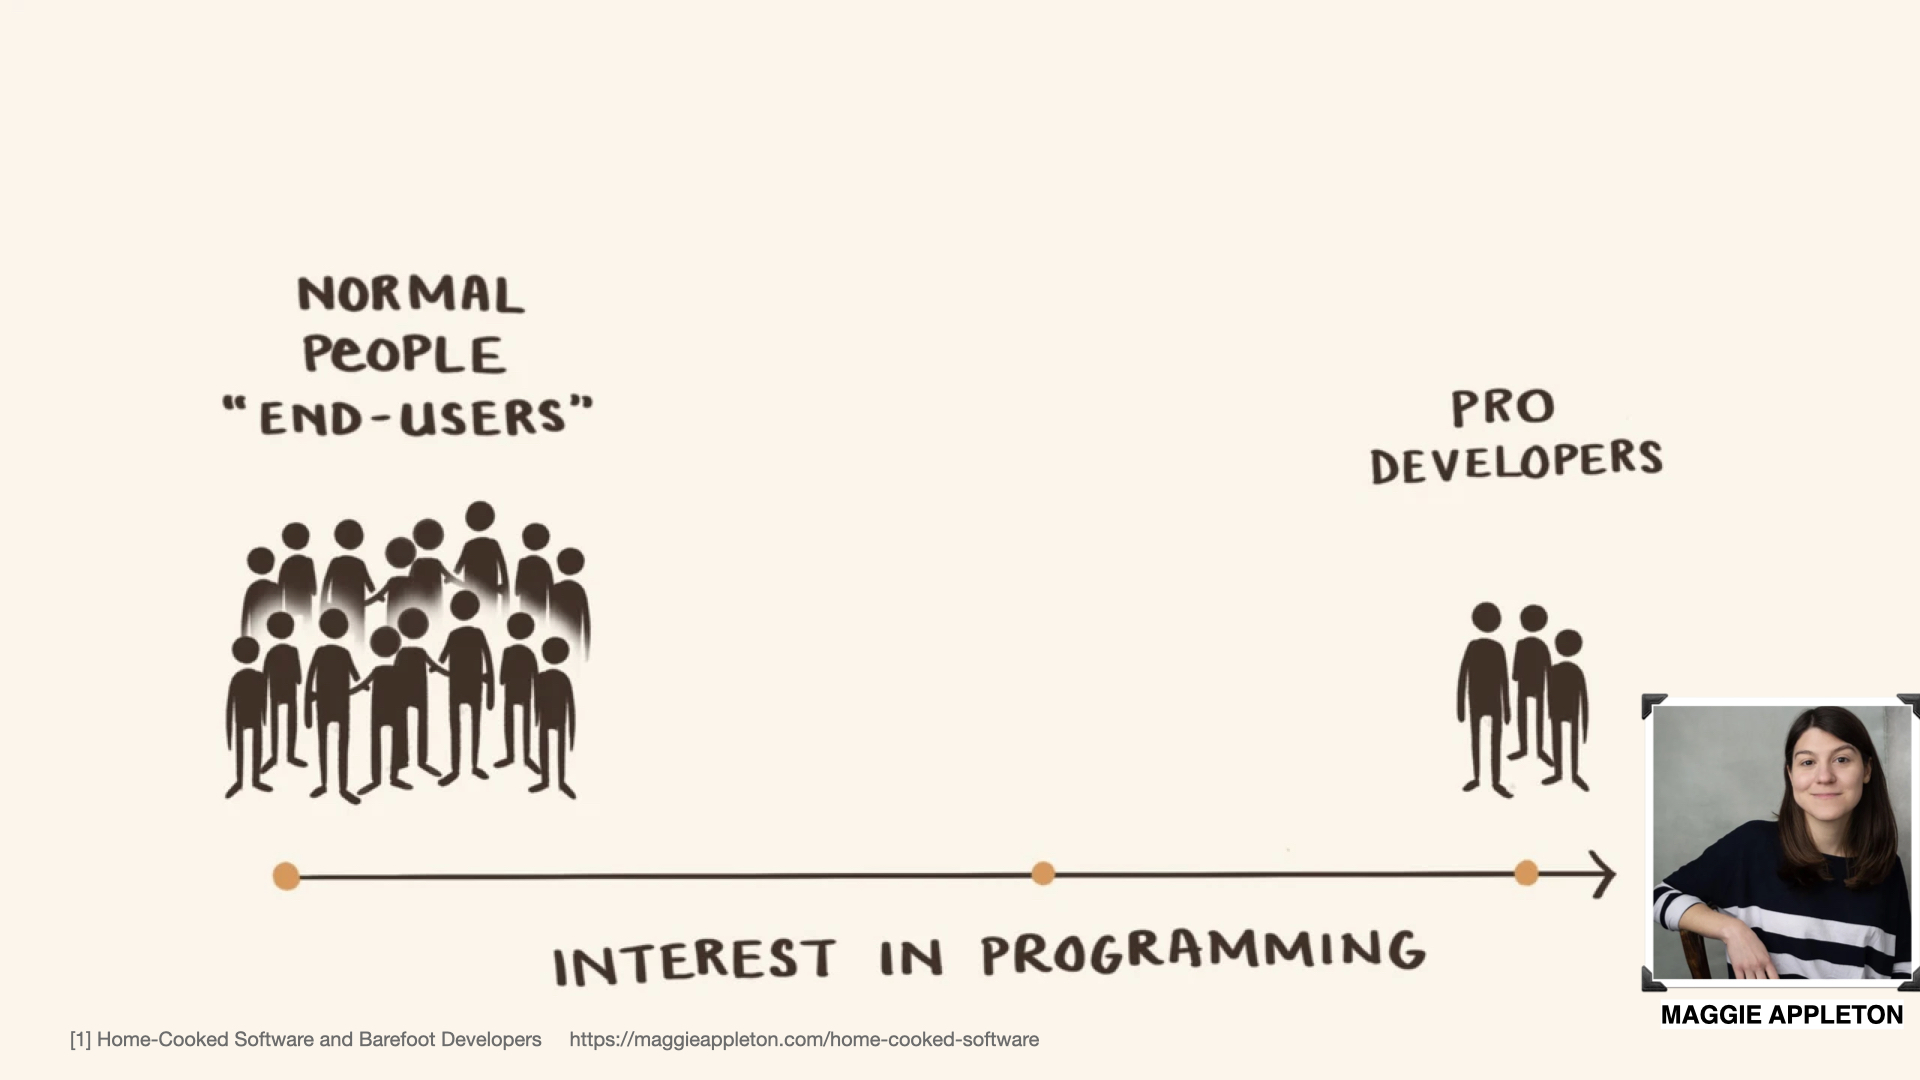 NORMAL
PEOPLE
“END-USERS”
PRO
DEVELOPERS
INTEREST IN PROGRAMMING
MAGGIE APPLETON
[1] Home-Cooked Software and Barefoot Developers https://maggieappleton.com/home-cooked-software